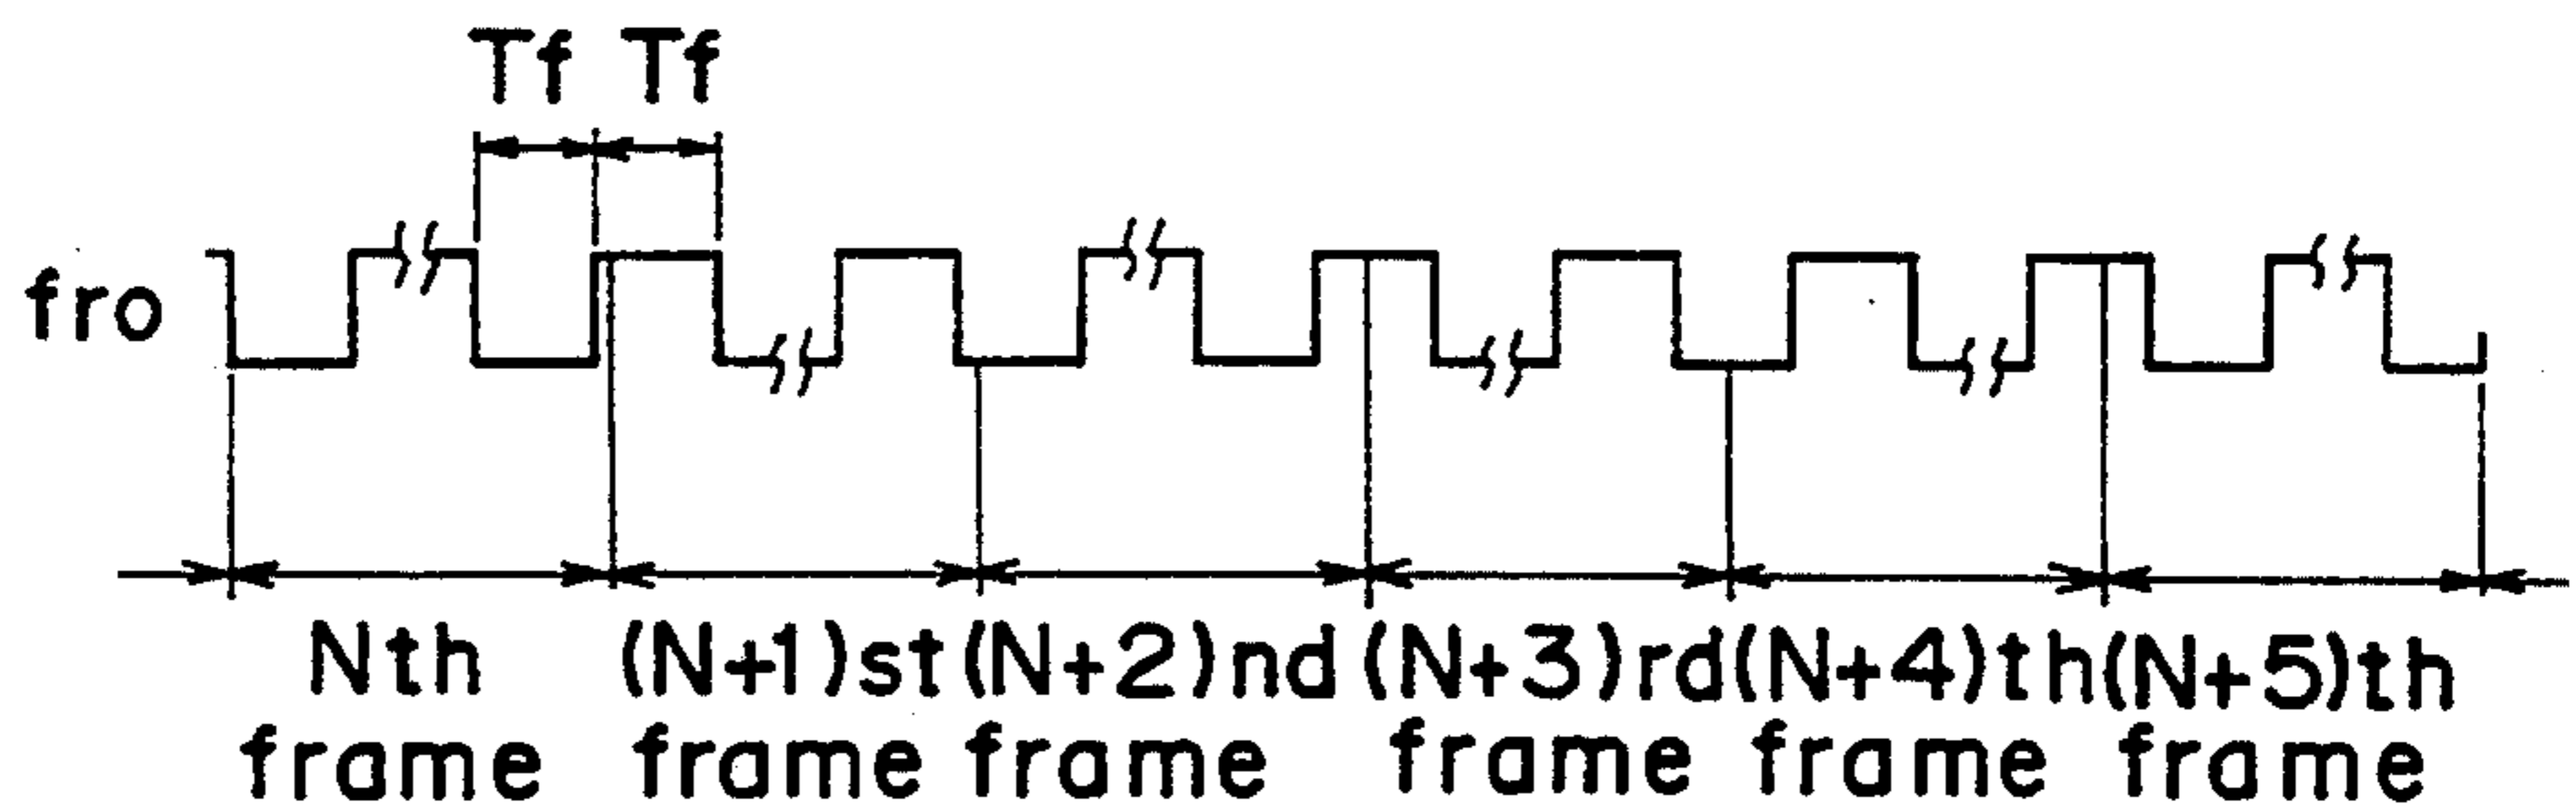 Tf Tf
fro
Nth (N+1)st (N+2)nd (N+3)rd (N+4)th (N+5)th
frame frame frame frame frame frame